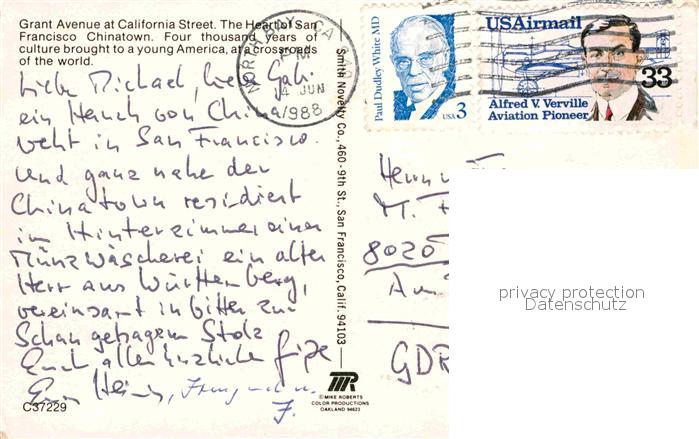 Grant Avenue at California Street. The Heart of San
Francisco Chinatown. Four thousand years of
culture brought to a young America, at a crossroads
of the world.
Liebe Michael, liebe Gabi
ein Hauch von China
weht in San Francisco.
Und ganz nahe der
Chinatown residiert
im Hinterzimmer einer
Münzwäscherei ein alter
Herr aus Württemberg,
vereinsamt in bitter zur
Schau getragem Stolz
Euch allen herzliche Grüße
Euer Heinz,
J.
C37229
CA
PM
4 JUN
1988
Smith Novelty Co., 460-9th St., San Francisco, Calif. 94103
MR
© MIKE ROBERTS
COLOR PRODUCTIONS
OAKLAND 94623
Paul Dudley White MD
USA 3
USAirmail
33
Alfred V. Verville
Aviation Pioneer
M.
8020
GDR
privacy protection
Datenschutz